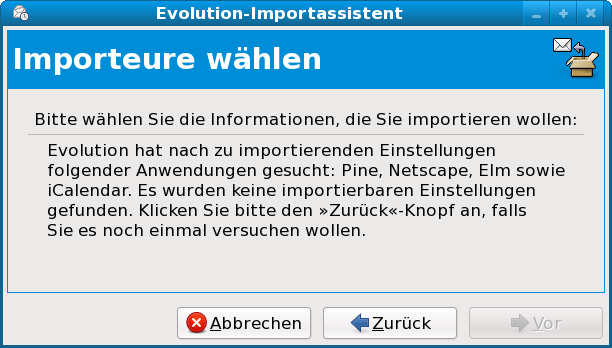 Evolution-Importassistent
Importeure wählen
Bitte wählen Sie die Informationen, die Sie importieren wollen:
Evolution hat nach zu importierenden Einstellungen
folgender Anwendungen gesucht: Pine, Netscape, Elm sowie
iCalendar. Es wurden keine importierbaren Einstellungen
gefunden. Klicken Sie bitte den »Zurück«-Knopf an, falls
Sie es noch einmal versuchen wollen.
Abbrechen Zurück Vor